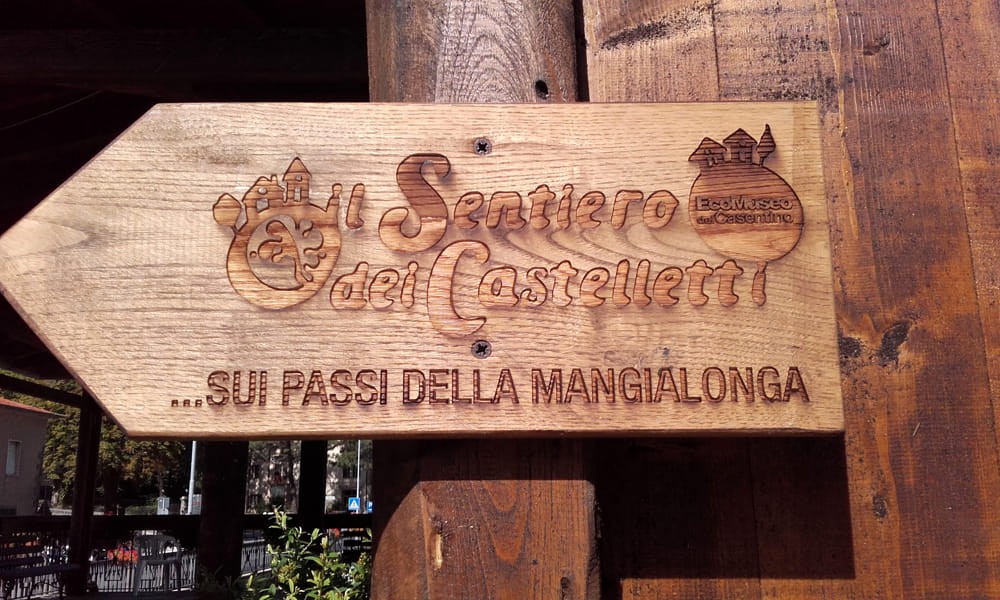 il Sentiero
dei Castelletti
EcoMuseo
del Casentino
...SUI PASSI DELLA MANGIALONGA